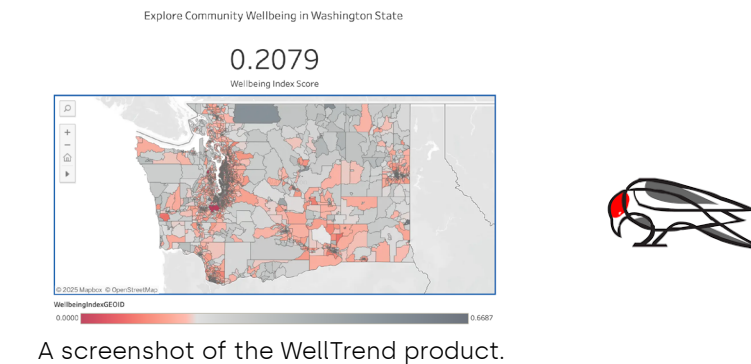 Explore Community Wellbeing in Washington State
0.2079
Wellbeing Index Score
© 2025 Mapbox © OpenStreetMap
WellbeingIndexGEOID
0.0000
0.6687
A screenshot of the WellTrend product.